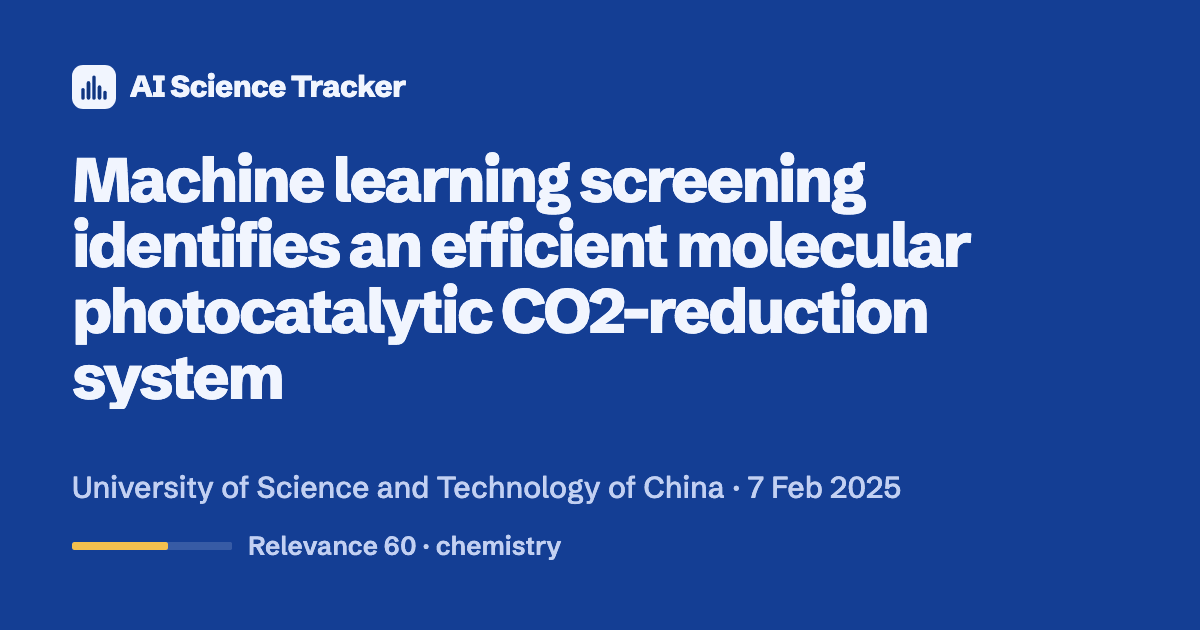 AI Science Tracker
Machine learning screening
identifies an efficient molecular
photocatalytic CO2-reduction
system
University of Science and Technology of China · 7 Feb 2025
Relevance 60 · chemistry